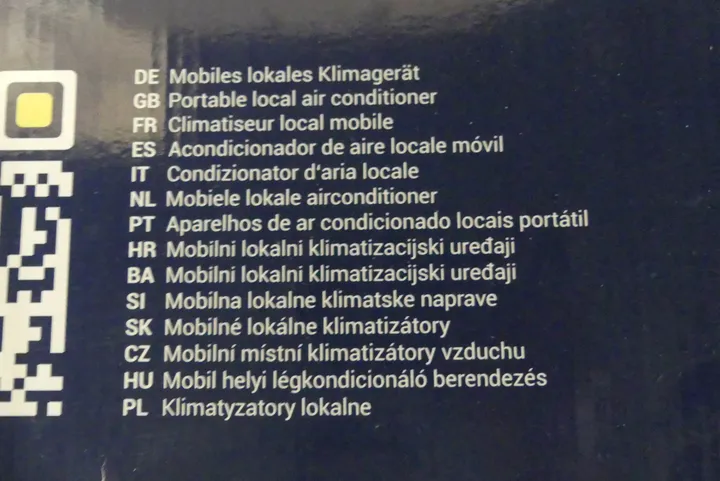 DE Mobiles lokales Klimagerät
GB Portable local air conditioner
FR Climatiseur local mobile
ES Acondicionador de aire locale móvil
IT Condizionator d'aria locale
NL Mobiele lokale airconditioner
PT Aparelhos de ar condicionado locais portátil
HR Mobilni lokalni klimatizacijski uređaji
BA Mobilni lokalni klimatizacijski uređaji
SI Mobilna lokalne klimatske naprave
SK Mobilné lokálne klimatizátory
CZ Mobilní místní klimatizátory vzduchu
HU Mobil helyi légkondicionáló berendezés
PL Klimatyzatory lokalne